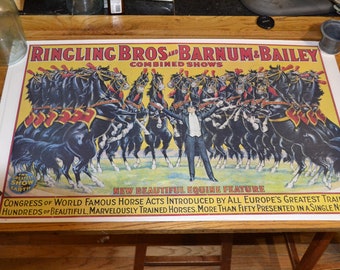 RINGLING BROS AND BARNUM & BAILEY
COMBINED SHOWS
NEW BEAUTIFUL EQUINE FEATURE
CONGRESS OF WORLD FAMOUS HORSE ACTS INTRODUCED BY ALL EUROPE'S GREATEST
HUNDREDS OF BEAUTIFUL, MARVELOUSLY TRAINED HORSES. MORE THAN FIFTY PRESENTED IN A SINGLE